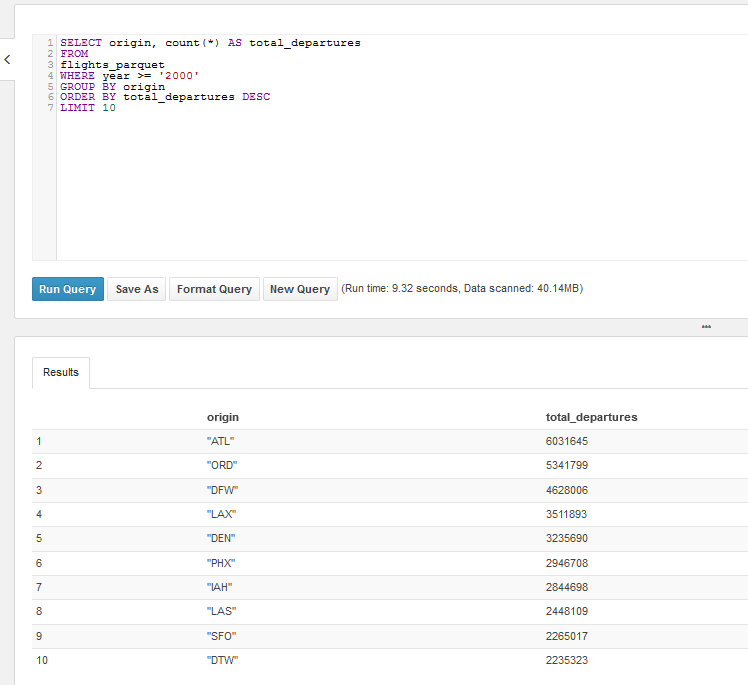 1 SELECT origin, count(*) AS total_departures
2 FROM
3 flights_parquet
4 WHERE year >= '2000'
5 GROUP BY origin
6 ORDER BY total_departures DESC
7 LIMIT 10
Run Query Save As Format Query New Query (Run time: 9.32 seconds, Data scanned: 40.14MB)
Results
origin total_departures
1 "ATL" 6031645
2 "ORD" 5341799
3 "DFW" 4628006
4 "LAX" 3511893
5 "DEN" 3235690
6 "PHX" 2946708
7 "IAH" 2844698
8 "LAS" 2448109
9 "SFO" 2265017
10 "DTW" 2235323